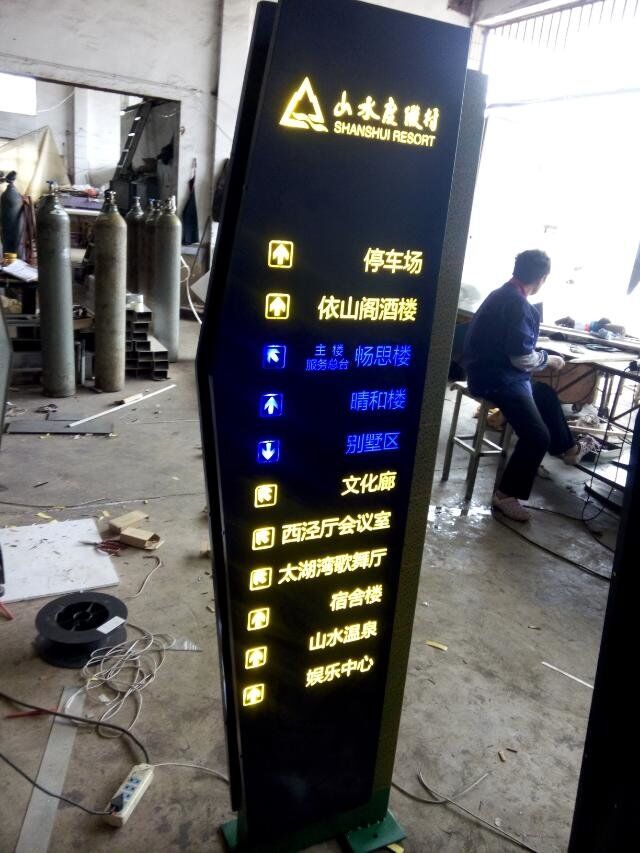 山水度假村
SHANSHUI RESORT
停车场
依山阁酒楼
主楼
服务总台 畅思楼
晴和楼
别墅区
文化廊
西泾厅会议室
太湖湾歌舞厅
宿舍楼
山水温泉
娱乐中心